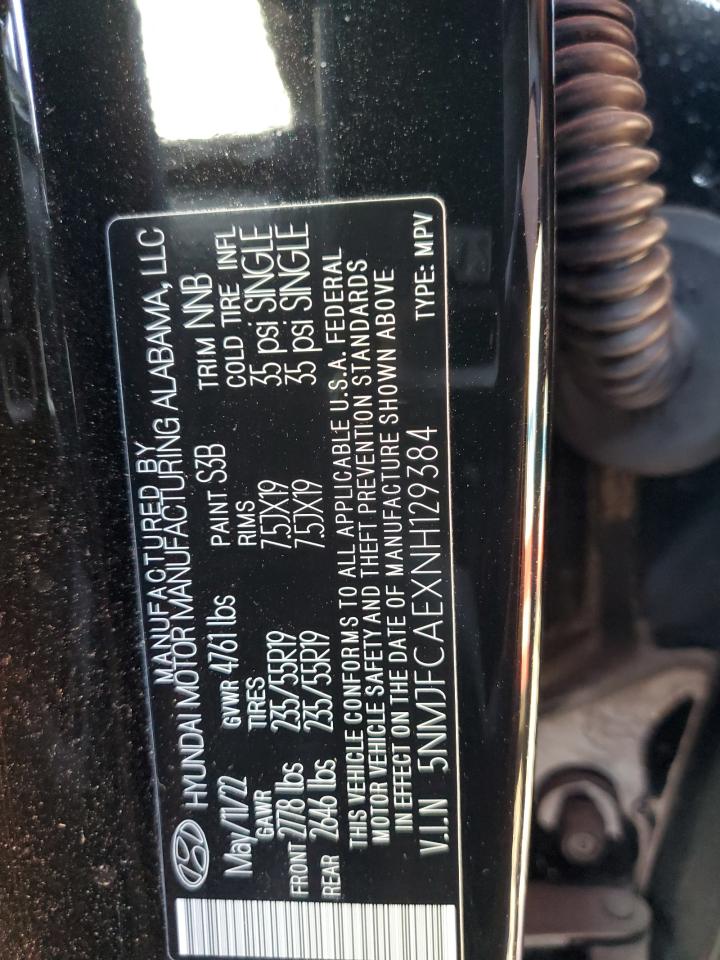 MANUFACTURED BY
HYUNDAI MOTOR MANUFACTURING ALABAMA, LLC
May/11/22 GVWR 4761 lbs PAINT S3B TRIM NNB
GAWR TIRES RIMS COLD TIRE INFL
FRONT 2778 lbs 235/55R19 7.5JX19 35 psi SINGLE
REAR 2646 lbs 235/55R19 7.5JX19 35 psi SINGLE
THIS VEHICLE CONFORMS TO ALL APPLICABLE U.S.A. FEDERAL
MOTOR VEHICLE SAFETY AND THEFT PREVENTION STANDARDS
IN EFFECT ON THE DATE OF MANUFACTURE SHOWN ABOVE
V.I.N 5NMJFCAEXNH129384 TYPE: MPV